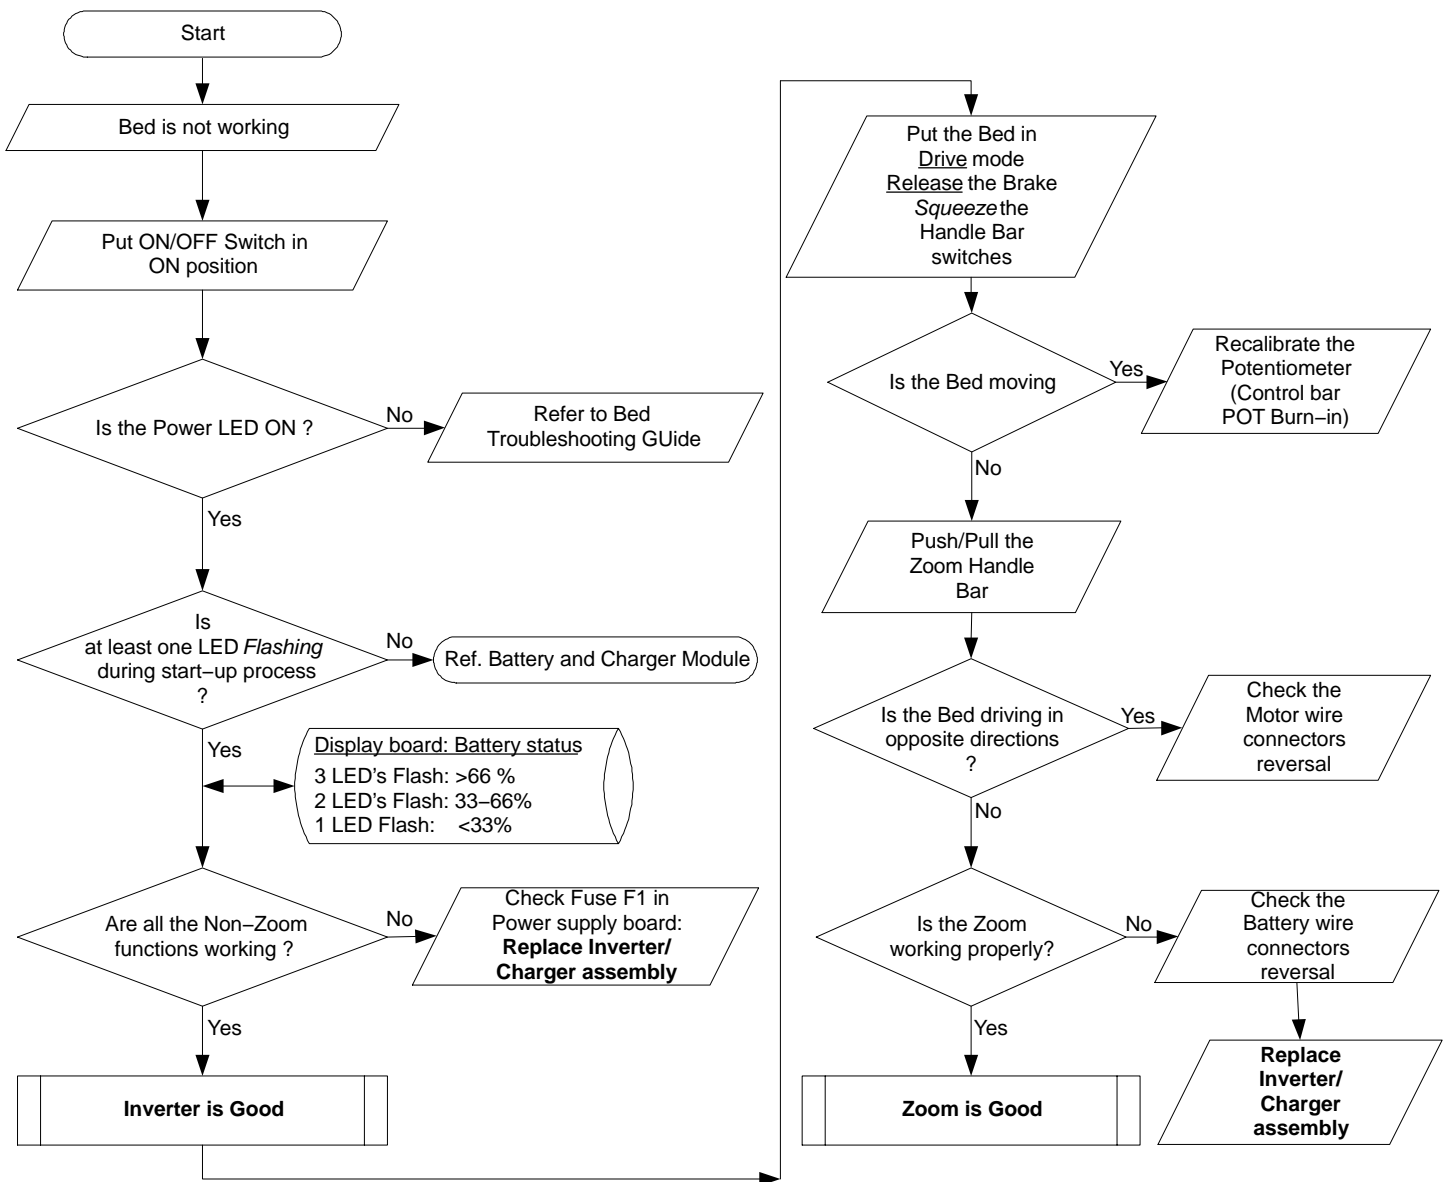 Start
Bed is not working
Put ON/OFF Switch in
ON position
Is the Power LED ON ?
No
Refer to Bed
Troubleshooting GUide
Yes
Is
at least one LED Flashing
during start–up process
?
No
Ref. Battery and Charger Module
Yes
Display board: Battery status
3 LED's Flash: >66 %
2 LED's Flash: 33–66%
1 LED Flash: <33%
Are all the Non–Zoom
functions working ?
No
Check Fuse F1 in
Power supply board:
Replace Inverter/
Charger assembly
Yes
Inverter is Good
Put the Bed in
Drive mode
Release the Brake
Squeeze the
Handle Bar
switches
Is the Bed moving
Yes
Recalibrate the
Potentiometer
(Control bar
POT Burn–in)
No
Push/Pull the
Zoom Handle
Bar
Is the Bed driving in
opposite directions
?
Yes
Check the
Motor wire
connectors
reversal
No
Is the Zoom
working properly?
No
Check the
Battery wire
connectors
reversal
Replace
Inverter/
Charger
assembly
Yes
Zoom is Good